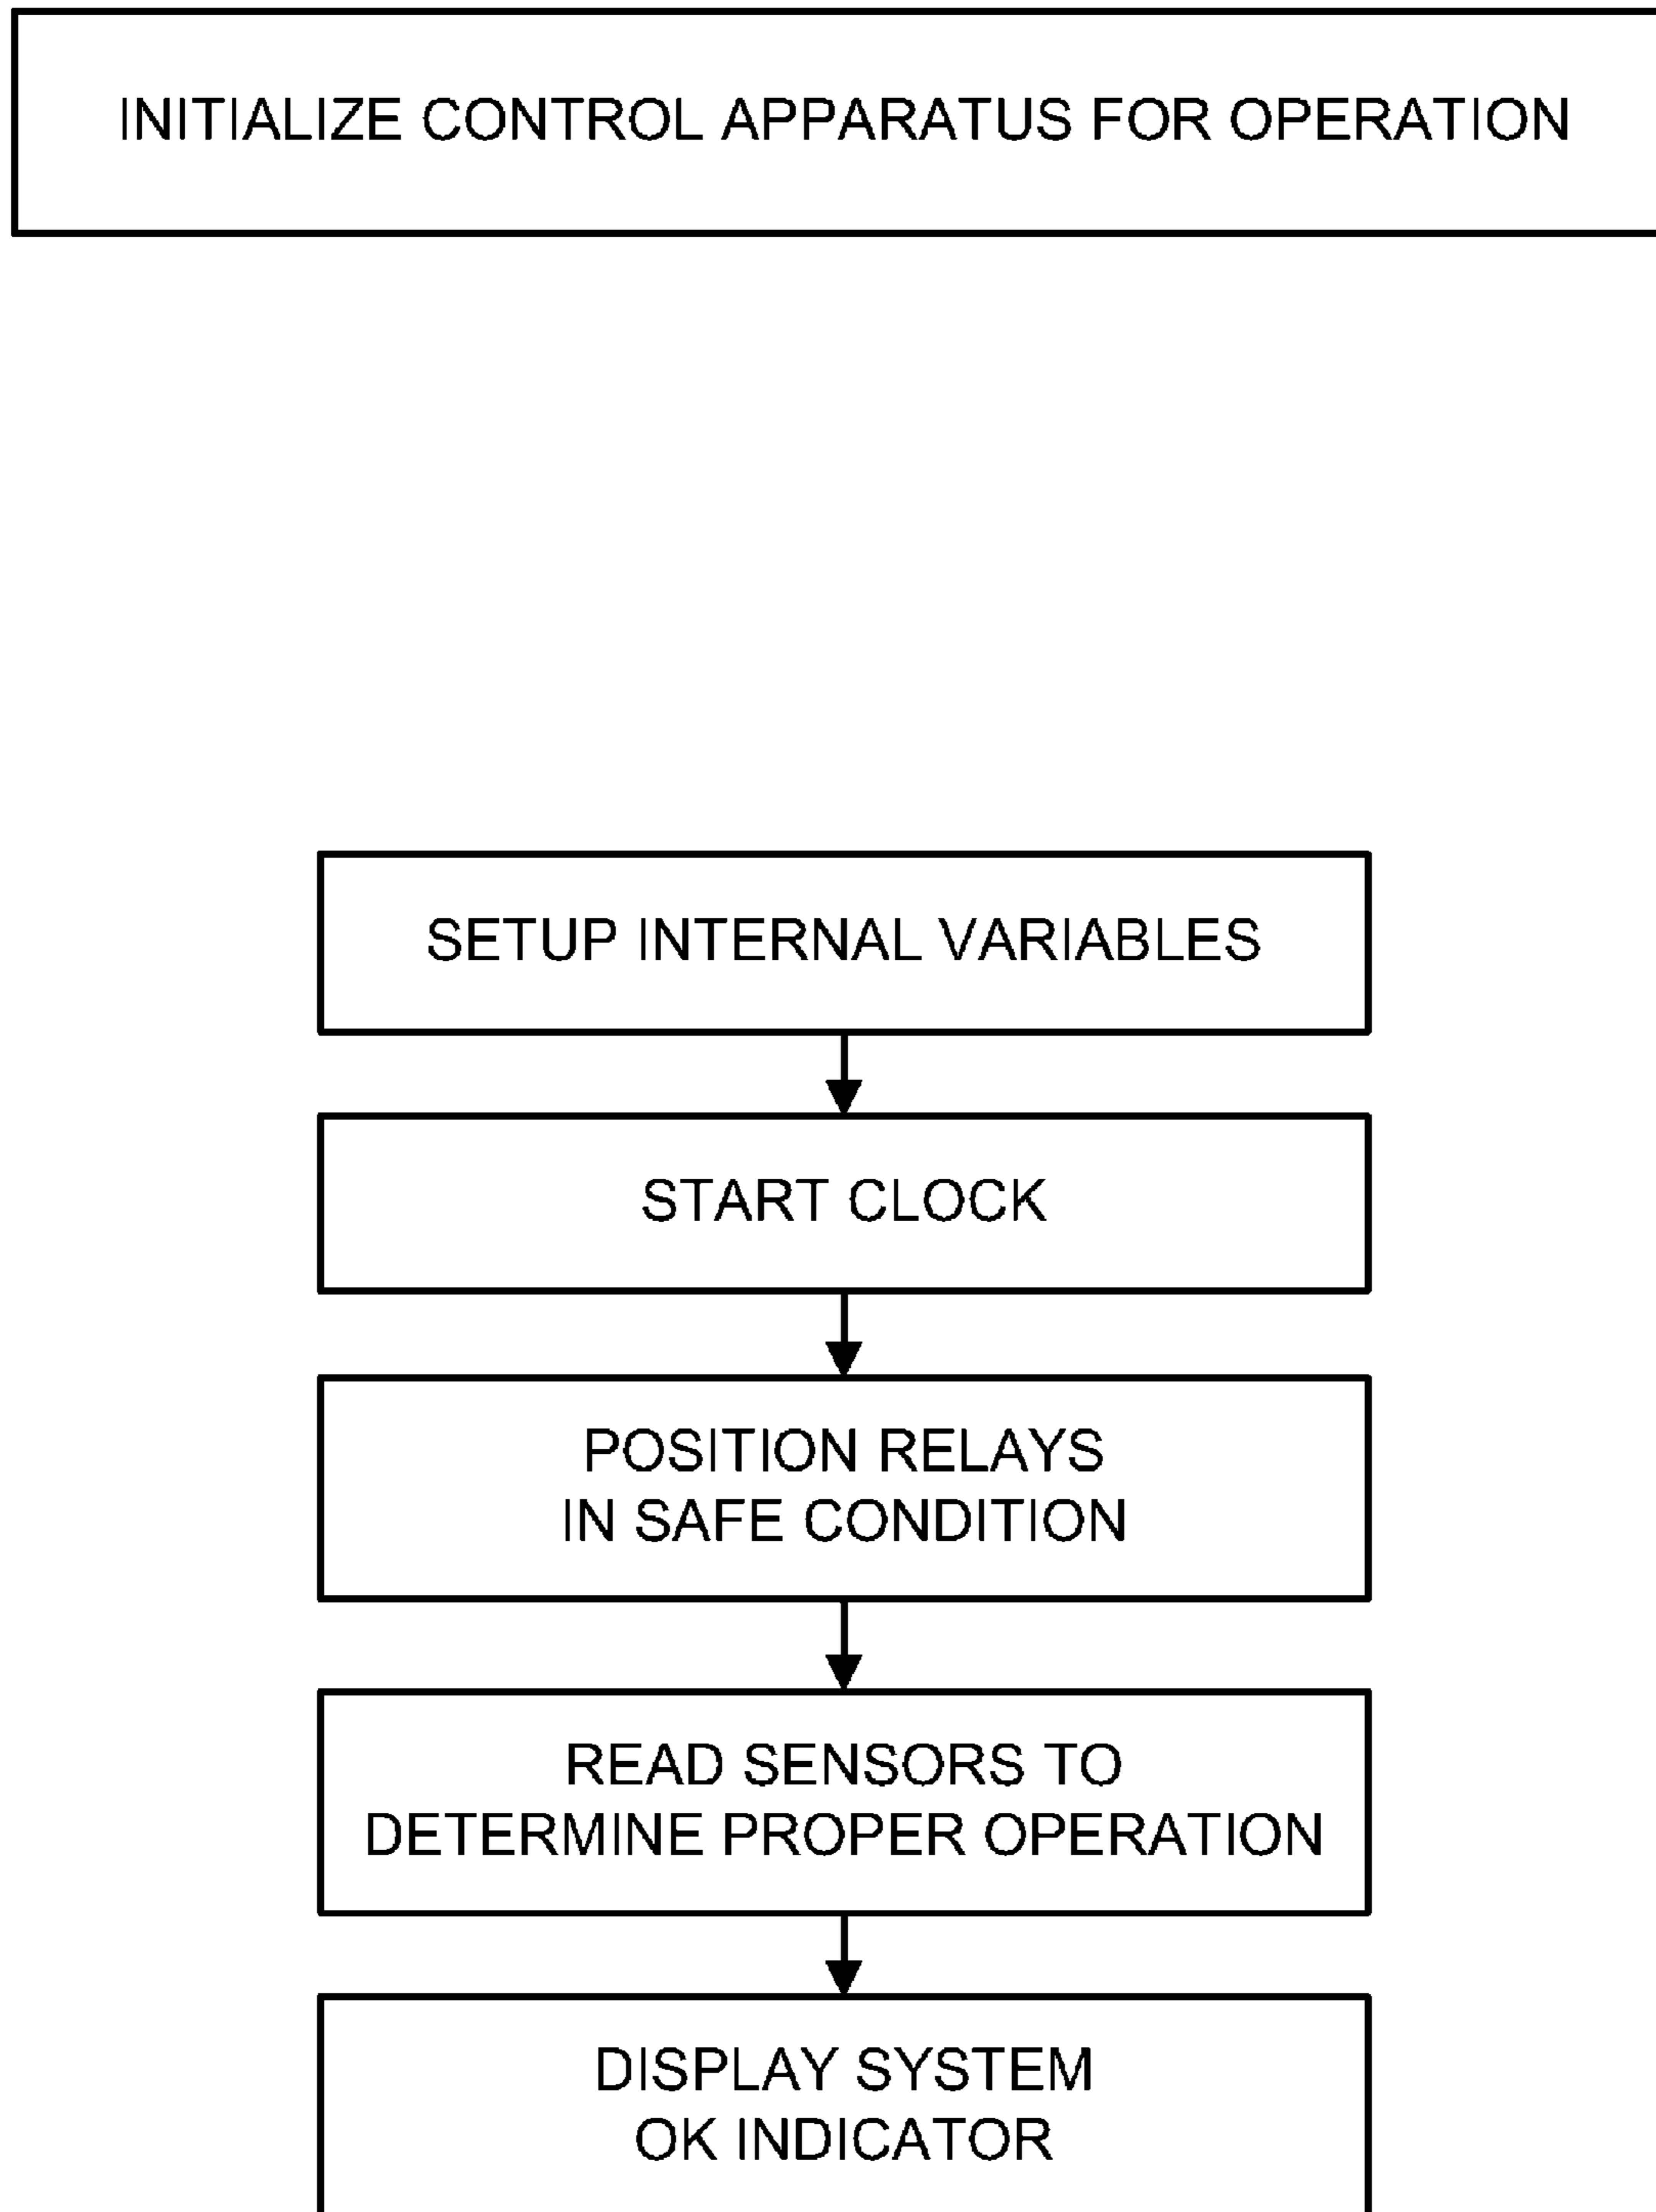 INITIALIZE CONTROL APPARATUS FOR OPERATION
SETUP INTERNAL VARIABLES
START CLOCK
POSITION RELAYS
IN SAFE CONDITION
READ SENSORS TO
DETERMINE PROPER OPERATION
DISPLAY SYSTEM
OK INDICATOR